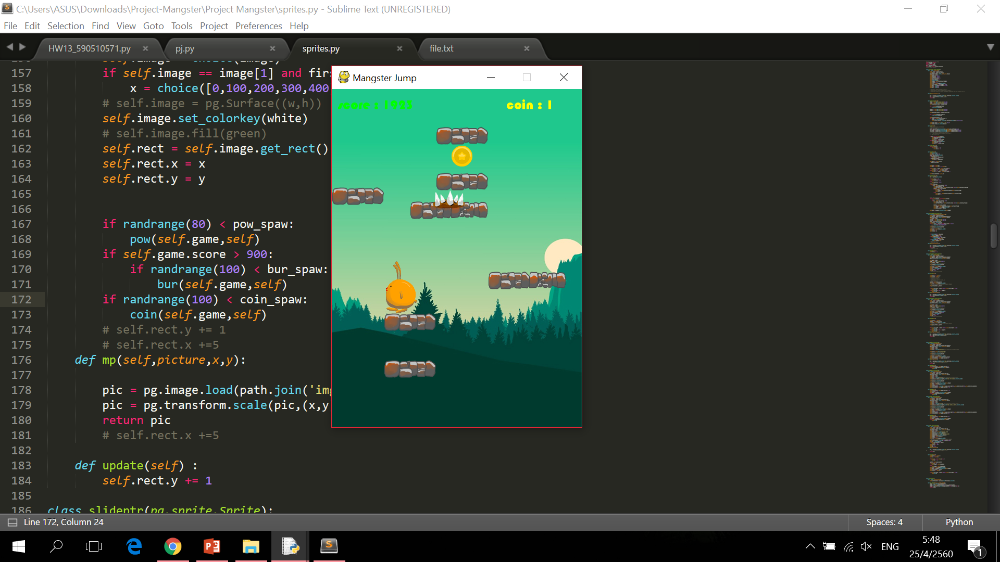 C:\Users\ASUS\Downloads\Project-Mangster\Project Mangster\sprites.py - Sublime Text (UNREGISTERED)
File Edit Selection Find View Goto Tools Project Preferences Help
HW13_590510571.py × pj.py × sprites.py × file.txt ×
157 if self.image == image[1] and firs
158 x = choice([0,100,200,300,400]
159 # self.image = pg.Surface((w,h))
160 self.image.set_colorkey(white)
161 # self.image.fill(green)
162 self.rect = self.image.get_rect()
163 self.rect.x = x
164 self.rect.y = y
165
166
167 if randrange(80) < pow_spaw:
168 pow(self.game,self)
169 if self.game.score > 900:
170 if randrange(100) < bur_spaw:
171 bur(self.game,self)
172 if randrange(100) < coin_spaw:
173 coin(self.game,self)
174 # self.rect.y += 1
175 # self.rect.x +=5
176 def mp(self,picture,x,y):
177
178 pic = pg.image.load(path.join('img
179 pic = pg.transform.scale(pic,(x,y)
180 return pic
181 # self.rect.x +=5
182
183 def update(self) :
184 self.rect.y += 1
185
186 class slideptr(pg.sprite.Sprite):
Mangster Jump
score : 1923 coin : 1
Line 172, Column 24 Spaces: 4 Python
ENG
5:48
25/4/2560
1